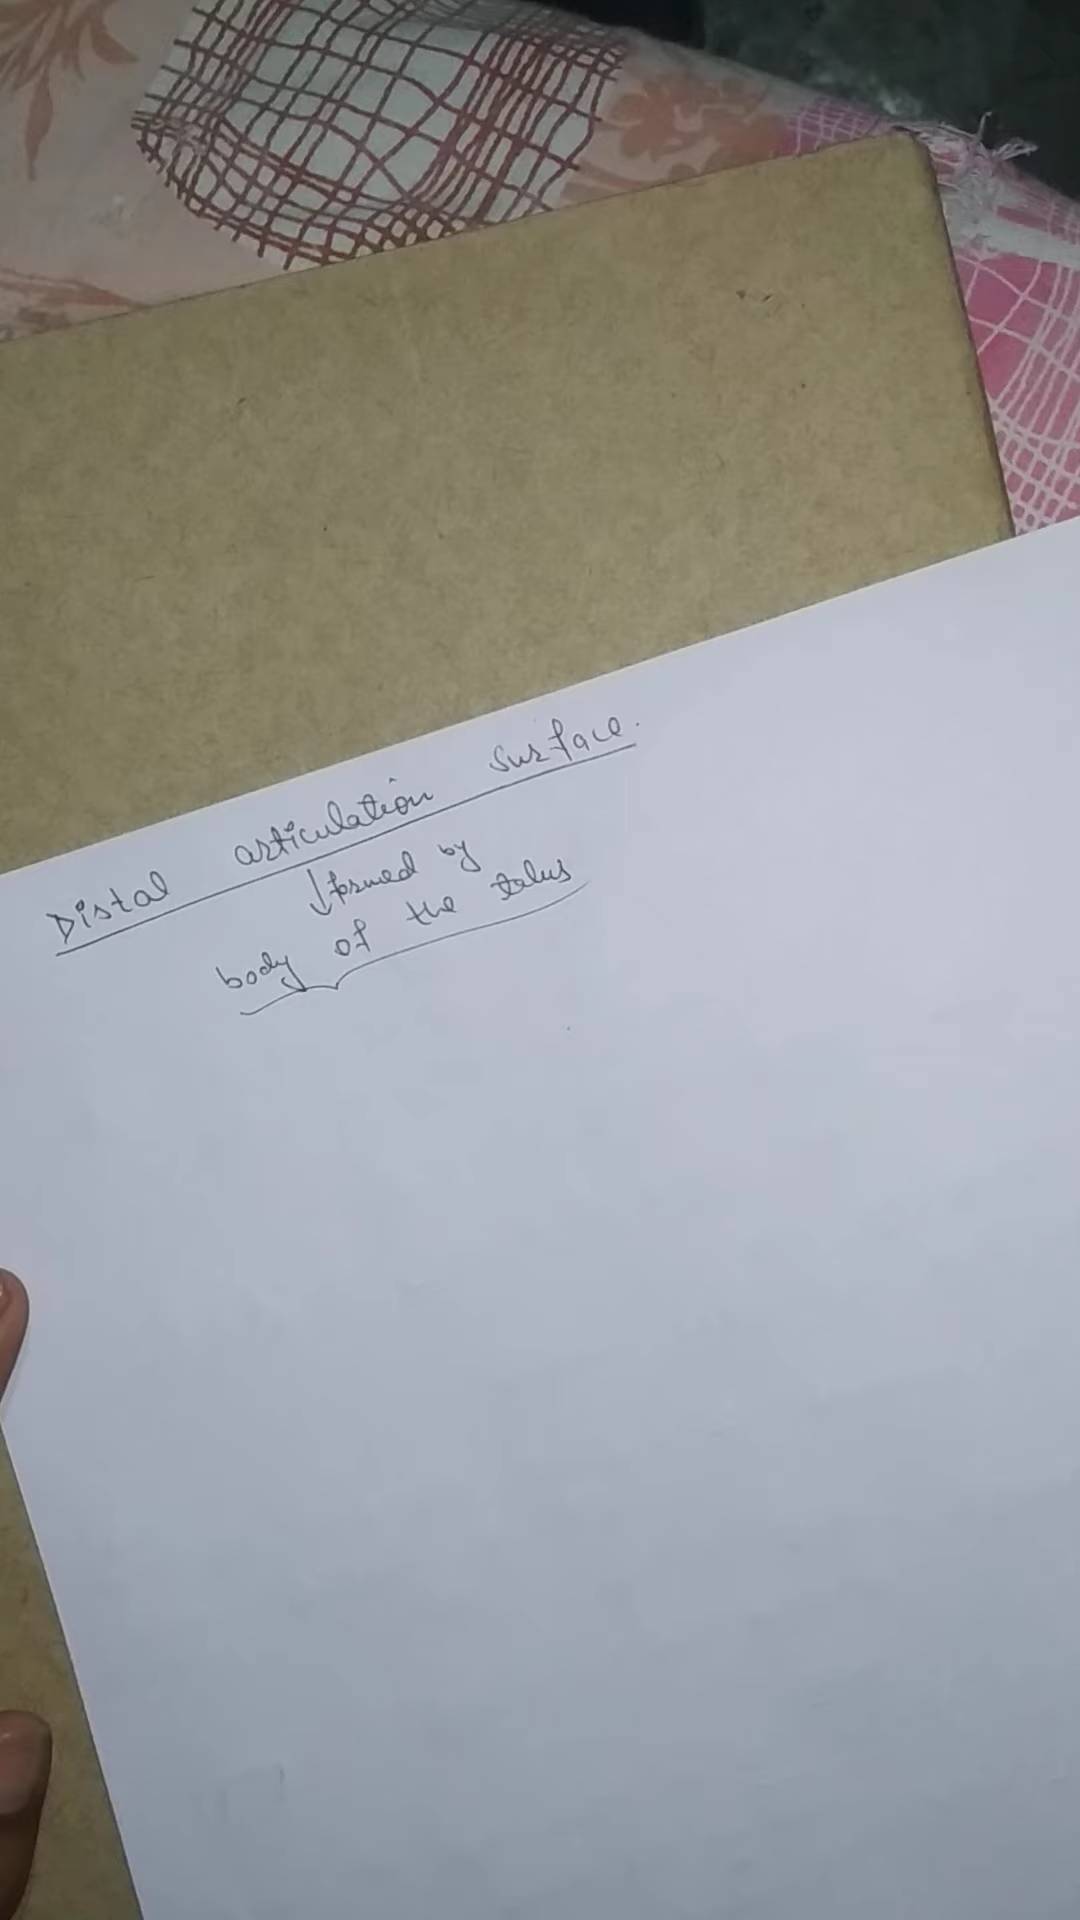 Distal articulation surface.
↓ formed by
body of the talus